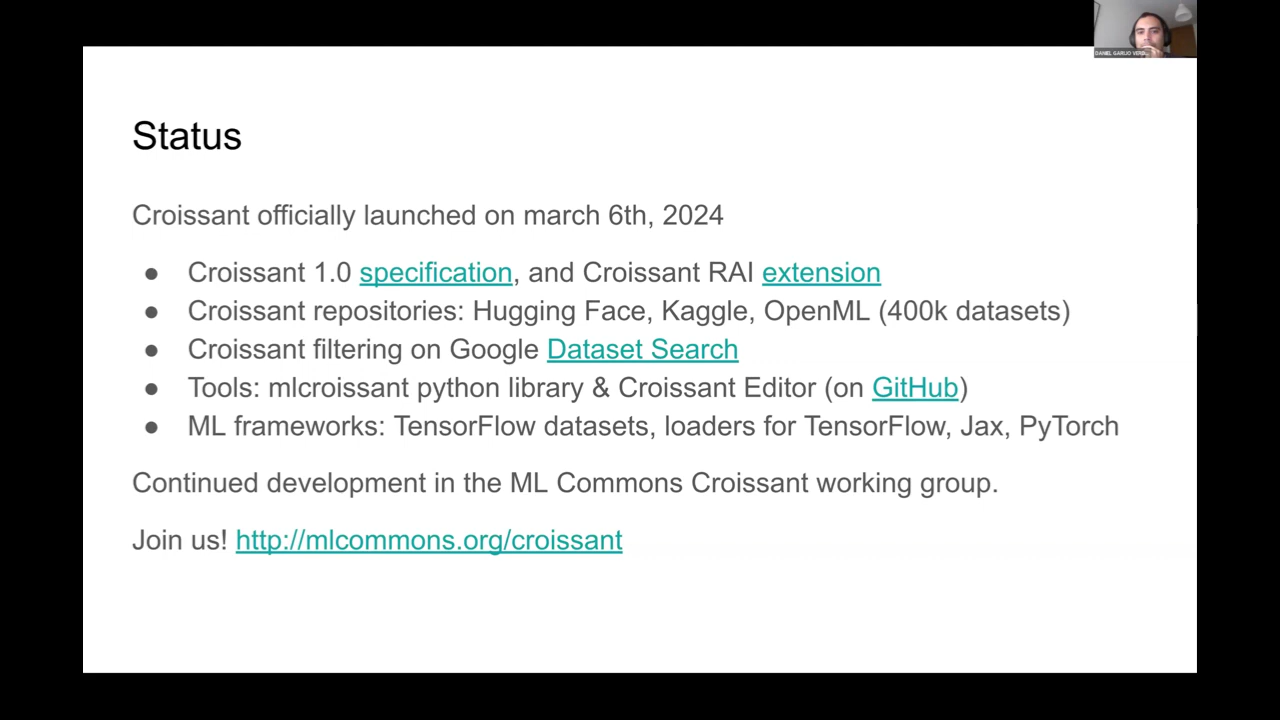 DANIEL GARIJO VERD...
Status
Croissant officially launched on march 6th, 2024
● Croissant 1.0 specification, and Croissant RAI extension
● Croissant repositories: Hugging Face, Kaggle, OpenML (400k datasets)
● Croissant filtering on Google Dataset Search
● Tools: mlcroissant python library & Croissant Editor (on GitHub)
● ML frameworks: TensorFlow datasets, loaders for TensorFlow, Jax, PyTorch
Continued development in the ML Commons Croissant working group.
Join us! http://mlcommons.org/croissant